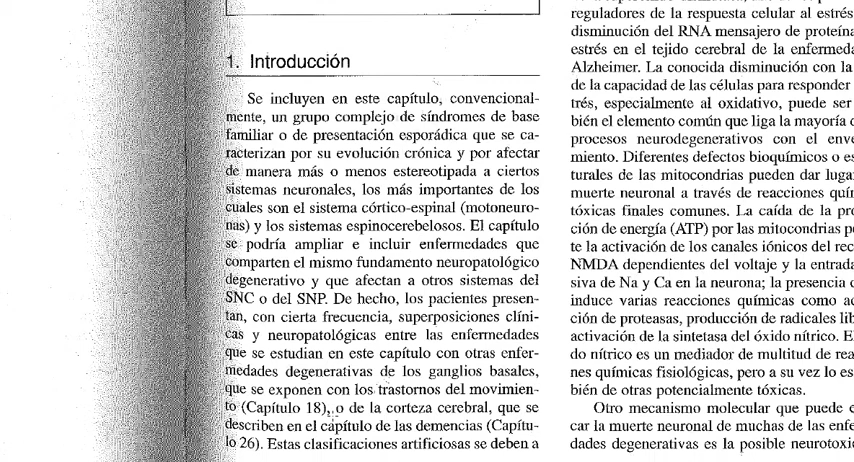 1. Introducción
Se incluyen en este capítulo, convencional-
mente, un grupo complejo de síndromes de base
familiar o de presentación esporádica que se ca-
racterizan por su evolución crónica y por afectar
de manera más o menos estereotipada a ciertos
sistemas neuronales, los más importantes de los
cuales son el sistema córtico-espinal (motoneuro-
nas) y los sistemas espinocerebelosos. El capítulo
se podría ampliar e incluir enfermedades que
comparten el mismo fundamento neuropatológico
degenerativo y que afectan a otros sistemas del
SNC o del SNP. De hecho, los pacientes presen-
tan, con cierta frecuencia, superposiciones clíni-
cas y neuropatológicas entre las enfermedades
que se estudian en este capítulo con otras enfer-
medades degenerativas de los ganglios basales,
que se exponen con los trastornos del movimien-
to (Capítulo 18), o de la corteza cerebral, que se
describen en el capítulo de las demencias (Capítu-
lo 26). Estas clasificaciones artificiosas se deben a
reguladores de la respuesta celular al estrés
disminución del RNA mensajero de proteína
estrés en el tejido cerebral de la enfermeda
Alzheimer. La conocida disminución con la
de la capacidad de las células para responder
trés, especialmente al oxidativo, puede ser
bién el elemento común que liga la mayoría
procesos neurodegenerativos con el enve
miento. Diferentes defectos bioquímicos o es
turales de las mitocondrias pueden dar luga
muerte neuronal a través de reacciones quí
tóxicas finales comunes. La caída de la pro
ción de energía (ATP) por las mitocondrias
te la activación de los canales iónicos del rec
NMDA dependientes del voltaje y la entrada
siva de Na y Ca en la neurona; la presencia
induce varias reacciones químicas como
ción de proteasas, producción de radicales lib
activación de la sintetasa del óxido nítrico. E
do nítrico es un mediador de multitud de rea
nes químicas fisiológicas, pero a su vez lo es
bién de otras potencialmente tóxicas.
Otro mecanismo molecular que puede
car la muerte neuronal de muchas de las enfe
dades degenerativas es la posible neurotoxi